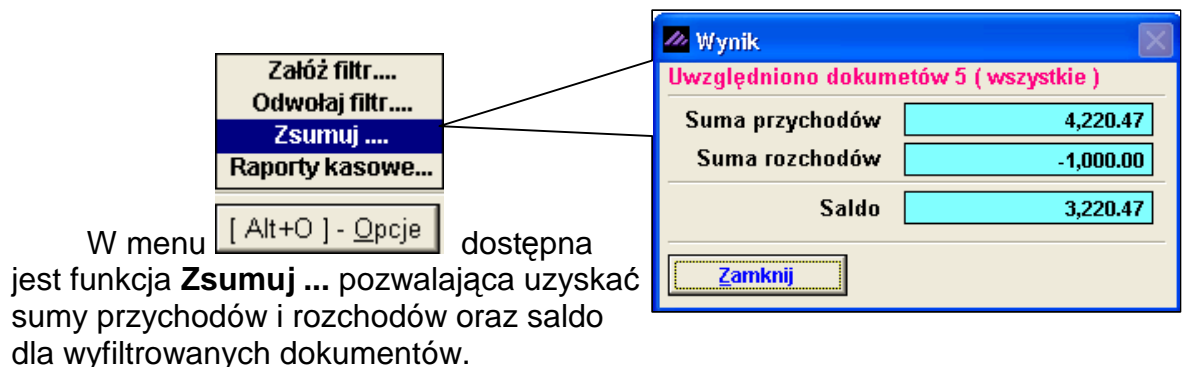 Załóż filtr....
Odwołaj filtr....
Zsumuj ....
Raporty kasowe...
[ Alt+O ] - Opcje
Wynik
Uwzględniono dokumetów 5 ( wszystkie )
Suma przychodów 4,220.47
Suma rozchodów -1,000.00
Saldo 3,220.47
Zamknij
W menu dostępna
jest funkcja Zsumuj ... pozwalająca uzyskać
sumy przychodów i rozchodów oraz saldo
dla wyfiltrowanych dokumentów.